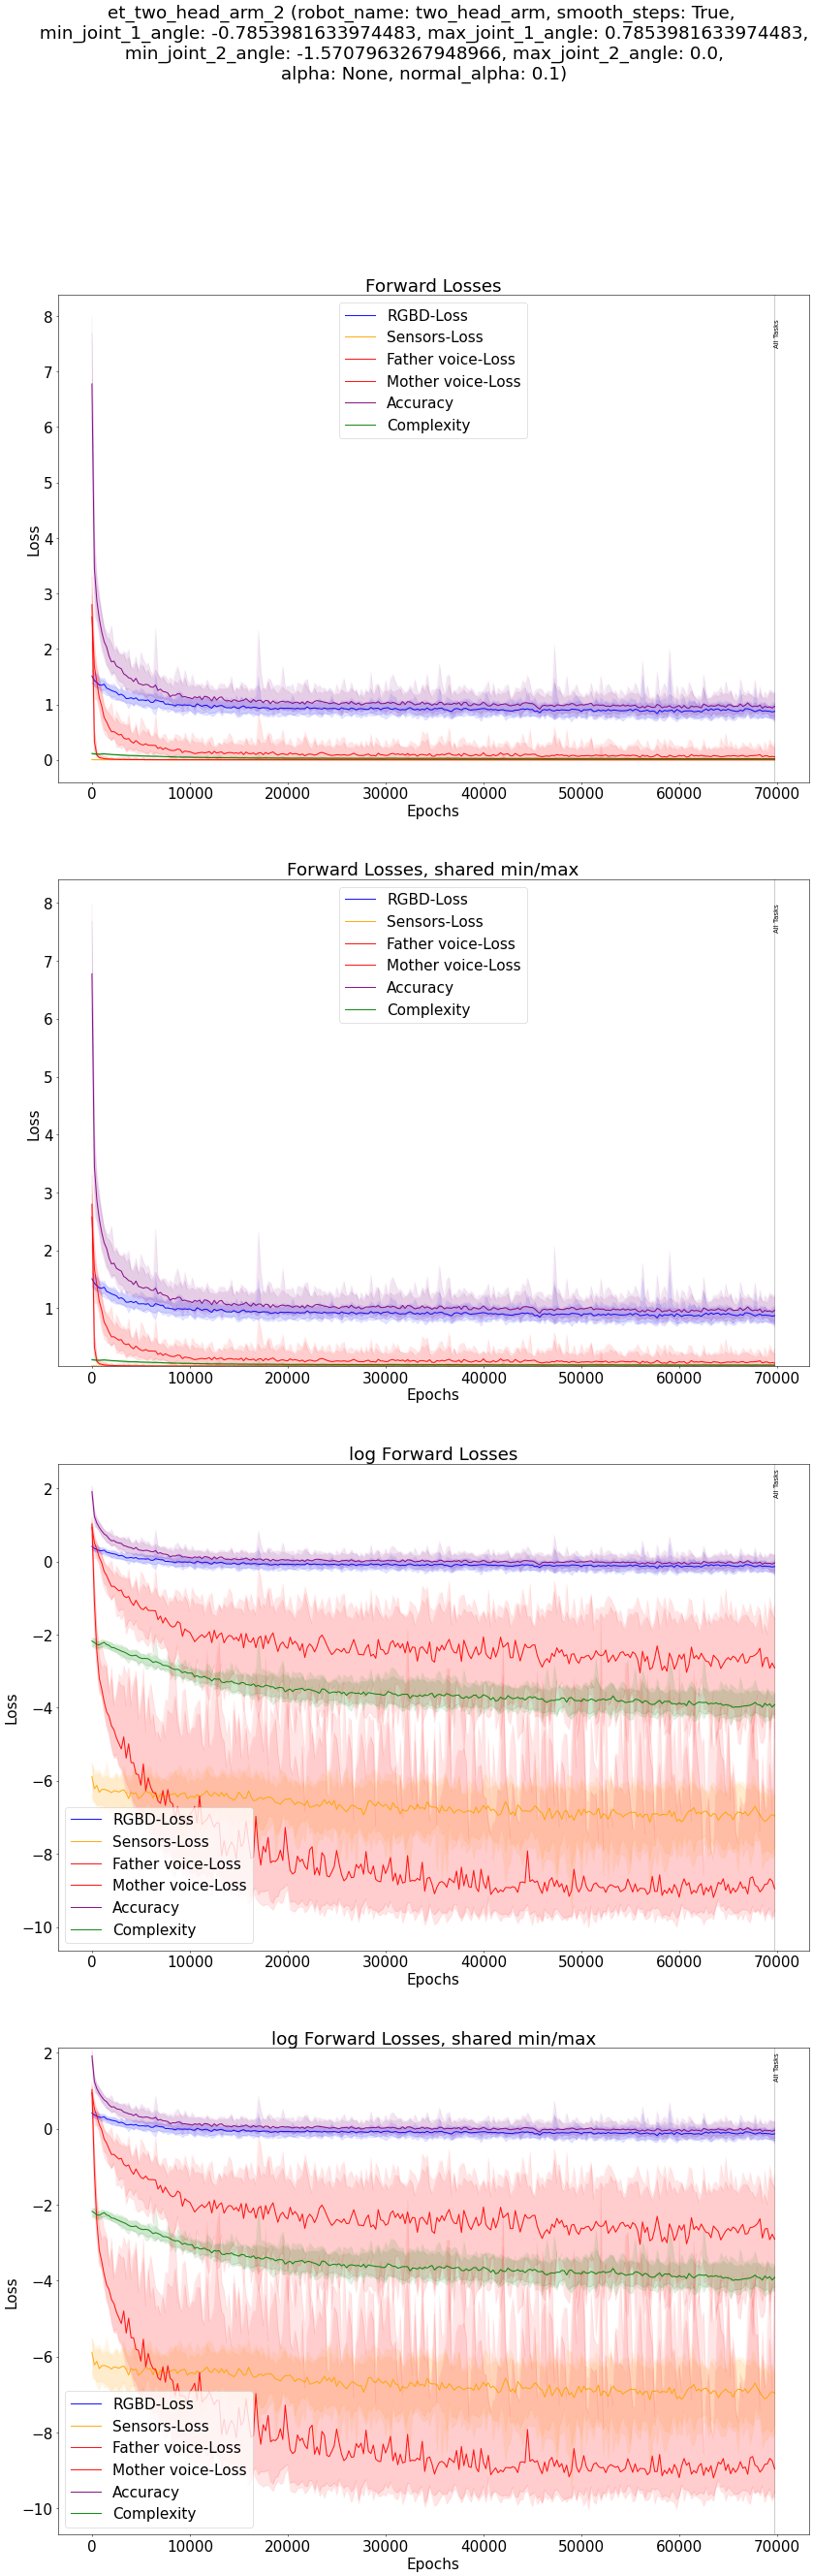 et_two_head_arm_2 (robot_name: two_head_arm, smooth_steps: True,
min_joint_1_angle: -0.7853981633974483, max_joint_1_angle: 0.7853981633974483,
min_joint_2_angle: -1.5707963267948966, max_joint_2_angle: 0.0,
alpha: None, normal_alpha: 0.1)
Forward Losses
8
7
6
5
4
3
2
1
0
Loss
RGBD-Loss
Sensors-Loss
Father voice-Loss
Mother voice-Loss
Accuracy
Complexity
All Tasks
0 10000 20000 30000 40000 50000 60000 70000
Epochs
Forward Losses, shared min/max
8
7
6
5
4
3
2
1
Loss
RGBD-Loss
Sensors-Loss
Father voice-Loss
Mother voice-Loss
Accuracy
Complexity
All Tasks
0 10000 20000 30000 40000 50000 60000 70000
Epochs
log Forward Losses
2
0
−2
−4
−6
−8
−10
Loss
All Tasks
RGBD-Loss
Sensors-Loss
Father voice-Loss
Mother voice-Loss
Accuracy
Complexity
0 10000 20000 30000 40000 50000 60000 70000
Epochs
log Forward Losses, shared min/max
2
0
−2
−4
−6
−8
−10
Loss
All Tasks
RGBD-Loss
Sensors-Loss
Father voice-Loss
Mother voice-Loss
Accuracy
Complexity
0 10000 20000 30000 40000 50000 60000 70000
Epochs